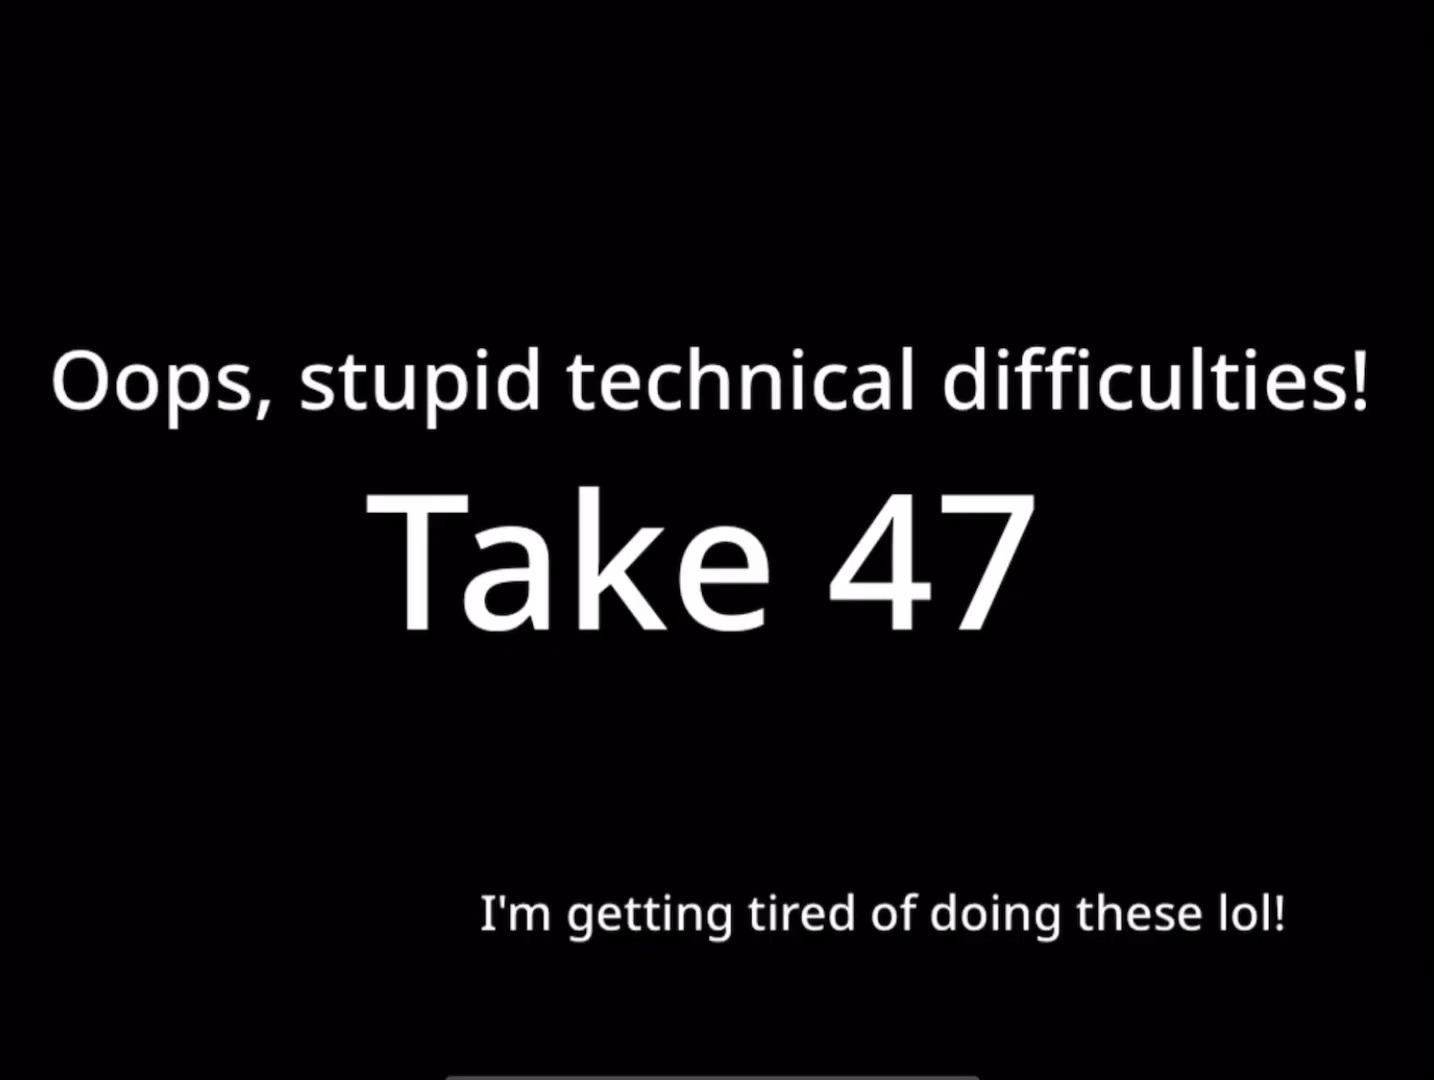 Oops, stupid technical difficulties!
Take 47
I'm getting tired of doing these lol!